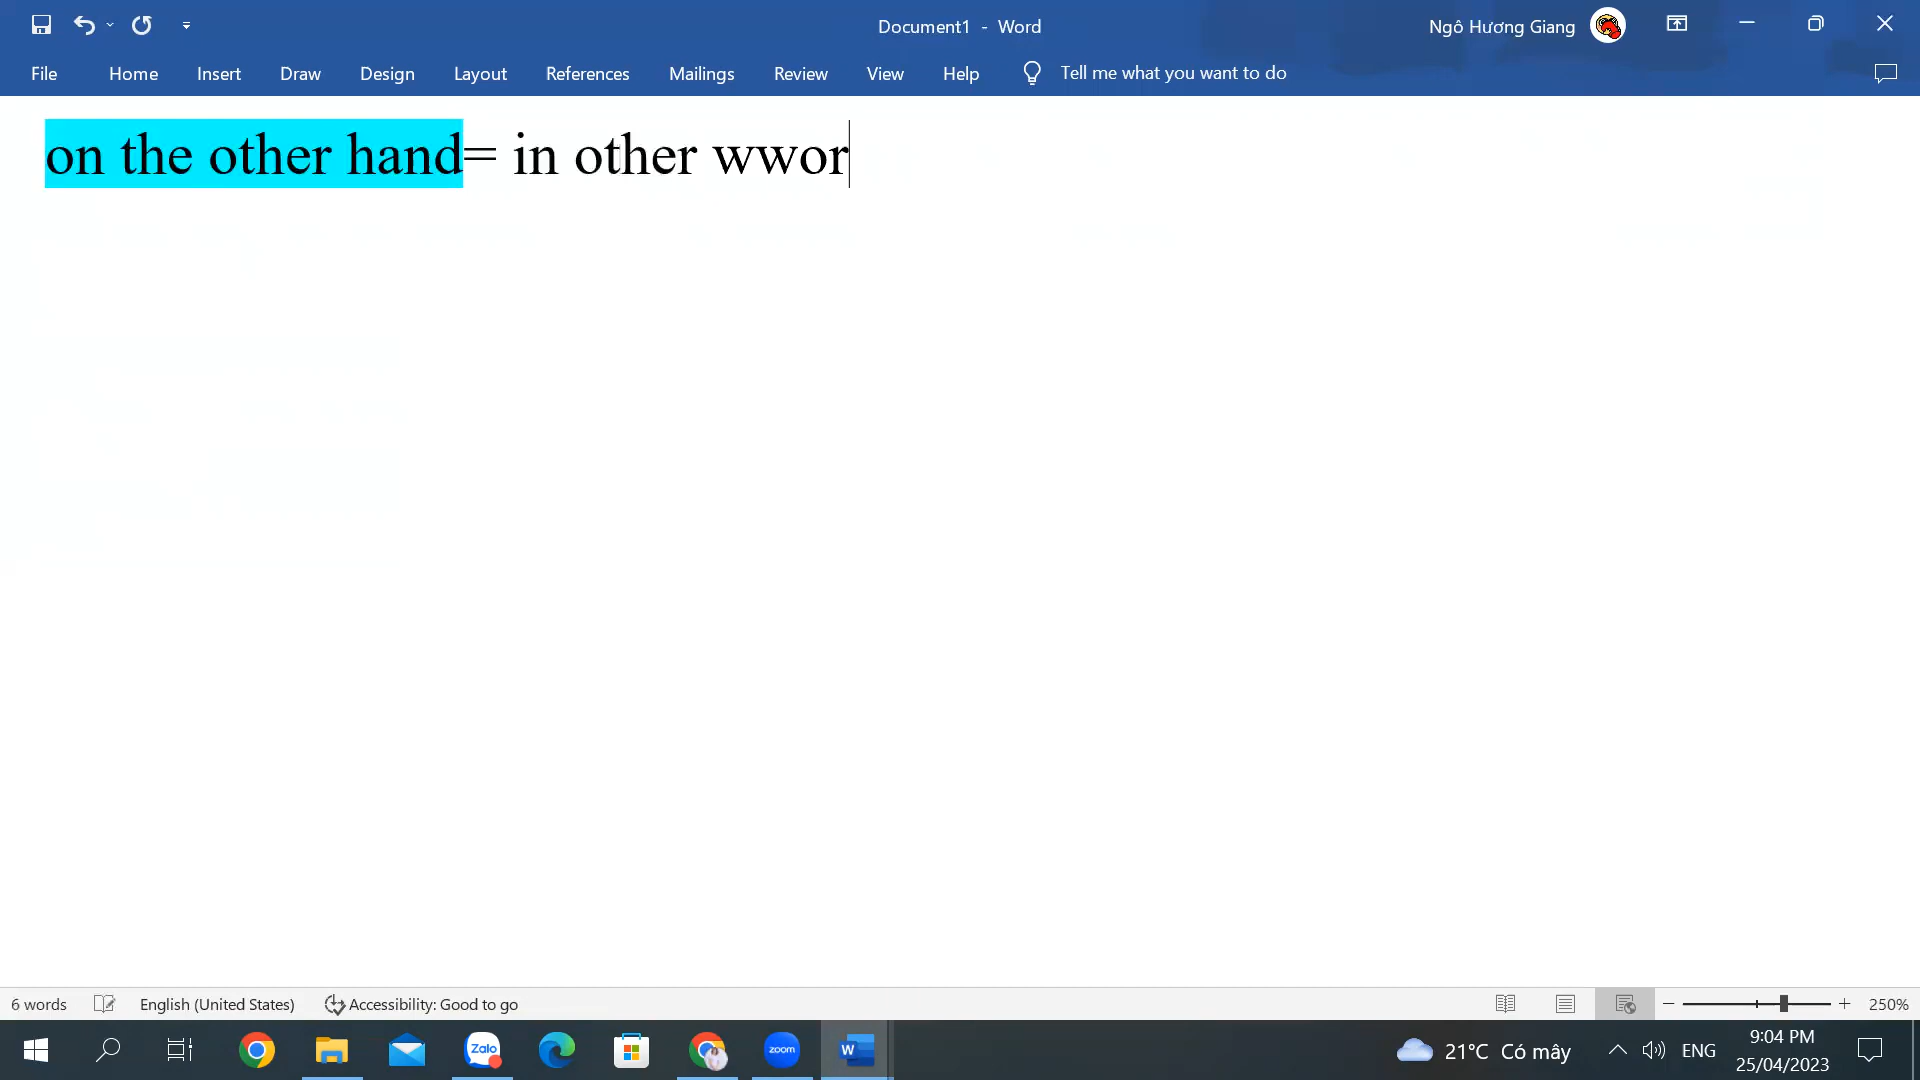 Document1 - Word
Ngô Hương Giang
File Home Insert Draw Design Layout References Mailings Review View Help Tell me what you want to do
on the other hand= in other wwor
6 words English (United States) Accessibility: Good to go 250%
Zalo zoom W 21°C Có mây ENG 9:04 PM
25/04/2023